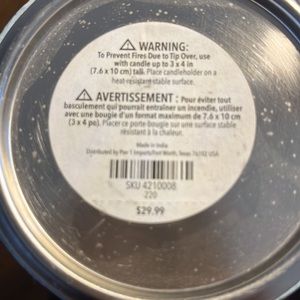 ⚠ WARNING:
To Prevent Fires Due to Tip Over, use
with candle up to 3 x 4 in
(7.6 x 10 cm) tall. Place candleholder on a
heat-resistant stable surface.
⚠ AVERTISSEMENT : Pour éviter tout
basculement qui pourrait entraîner un incendie, utiliser
avec une bougie d'un format maximum de 7.6 x 10 cm
(3 x 4 po). Placer ce porte-bougie sur une surface stable
résistant à la chaleur.
Made in India
Distributed by Pier 1 Imports/Fort Worth, Texas 76102 USA
SKU 4210008
220
$29.99